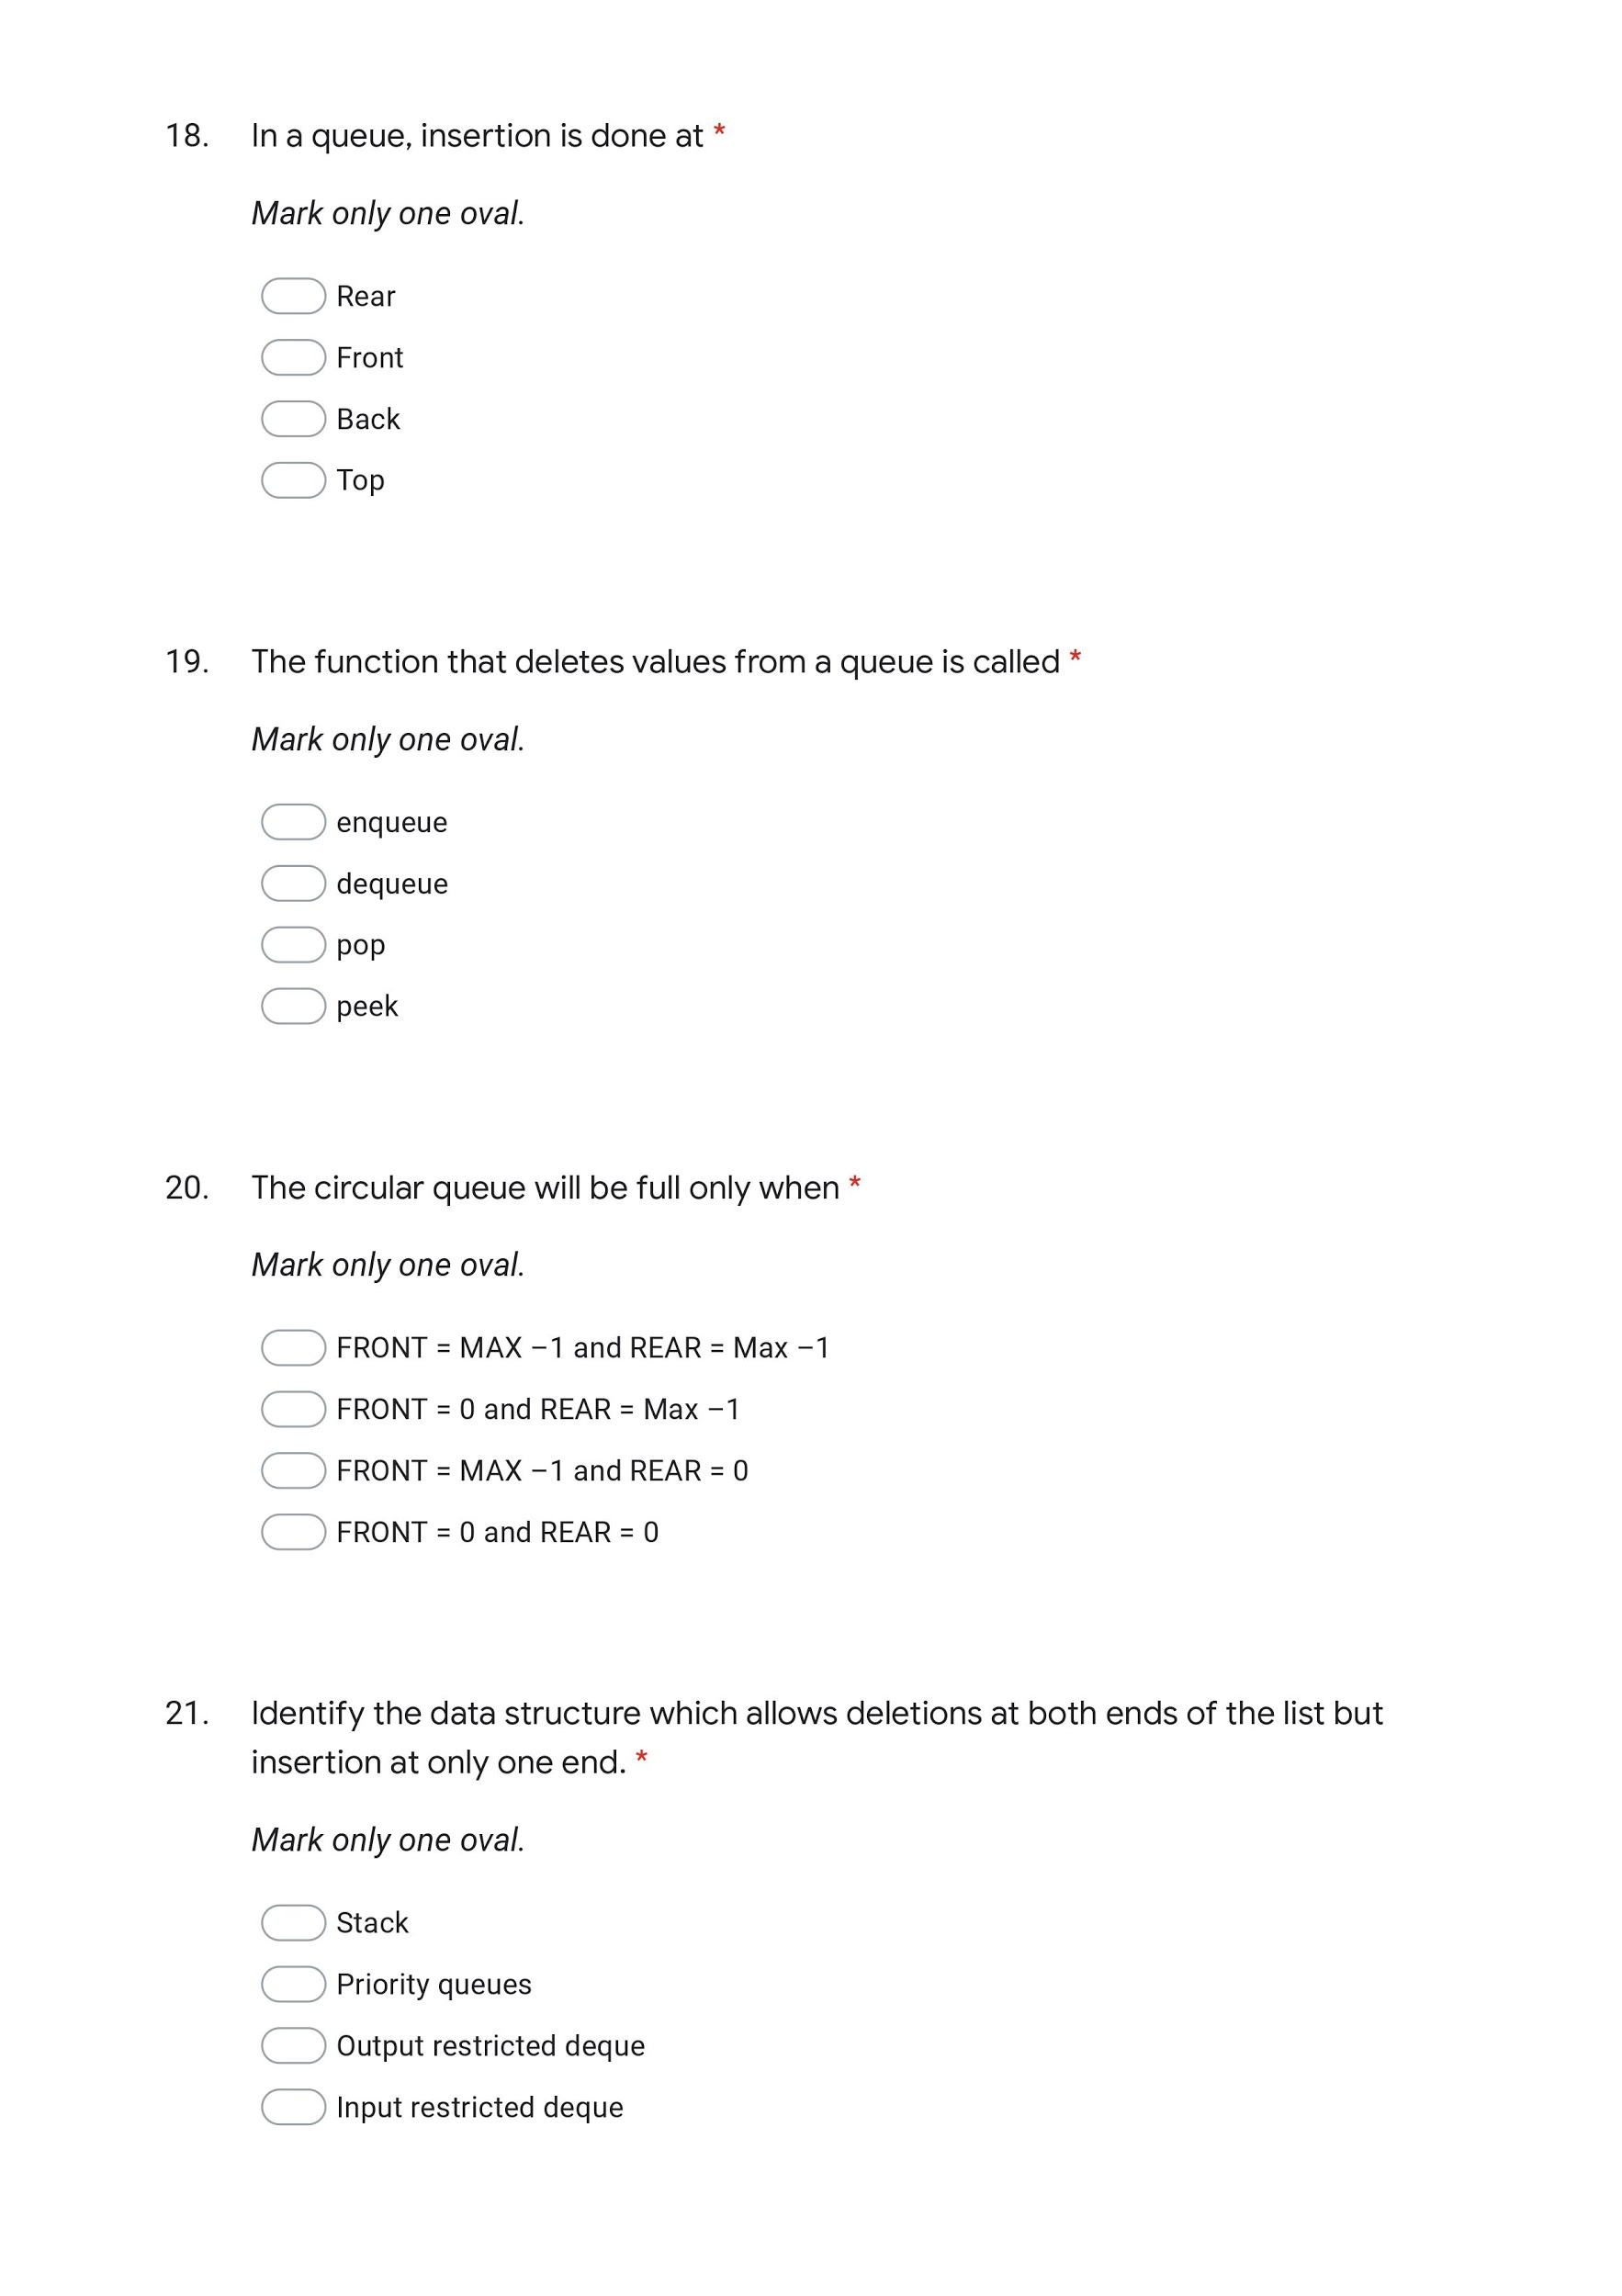 18. In a queue, insertion is done at *
Mark only one oval.
Rear
Front
Back
Top
19. The function that deletes values from a queue is called *
Mark only one oval.
enqueue
dequeue
pop
peek
20. The circular queue will be full only when *
Mark only one oval.
FRONT = MAX –1 and REAR = Max –1
FRONT = 0 and REAR = Max –1
FRONT = MAX –1 and REAR = 0
FRONT = 0 and REAR = 0
21. Identify the data structure which allows deletions at both ends of the list but
insertion at only one end. *
Mark only one oval.
Stack
Priority queues
Output restricted deque
Input restricted deque